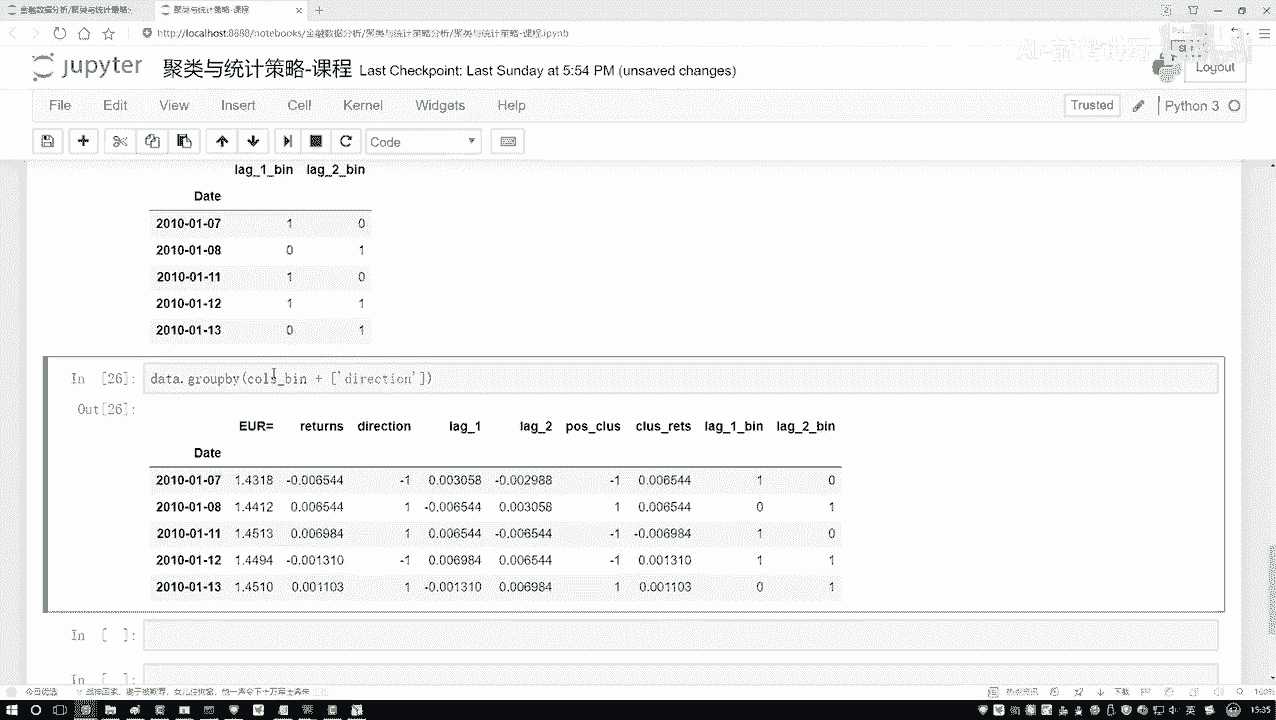 金融数据分析/聚类与统计策略
聚类与统计策略-课程
http://localhost:8888/notebooks/金融数据分析/聚类与统计策略分析/聚类与统计策略-课程.ipynb
jupyter 聚类与统计策略-课程 Last Checkpoint: Last Sunday at 5:54 PM (unsaved changes)
Logout
File Edit View Insert Cell Kernel Widgets Help
Trusted Python 3
Code
lag_1_bin lag_2_bin
Date
2010-01-07 1 0
2010-01-08 0 1
2010-01-11 1 0
2010-01-12 1 1
2010-01-13 0 1
In [26]: data.groupby(cols_bin + ['direction'])
Out[26]:
EUR= returns direction lag_1 lag_2 pos_clus clus_rets lag_1_bin lag_2_bin
Date
2010-01-07 1.4318 -0.006544 -1 0.003058 -0.002988 -1 0.006544 1 0
2010-01-08 1.4412 0.006544 1 -0.006544 0.003058 1 0.006544 0 1
2010-01-11 1.4513 0.006984 1 0.006544 -0.006544 -1 -0.006984 1 0
2010-01-12 1.4494 -0.001310 -1 0.006984 0.006544 -1 0.001310 1 1
2010-01-13 1.4510 0.001103 1 -0.001310 0.006984 1 0.001103 0 1
In [ ]:
In [ ]:
今日优选
下载
160%
英
15:35